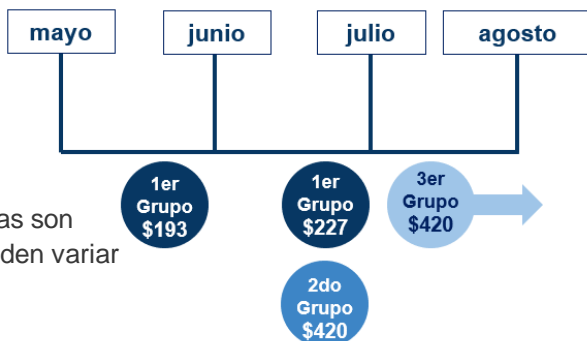 mayo
junio
julio
agosto
1er
Grupo
$193
1er
Grupo
$227
3er
Grupo
$420
as son
den variar
2do
Grupo
$420